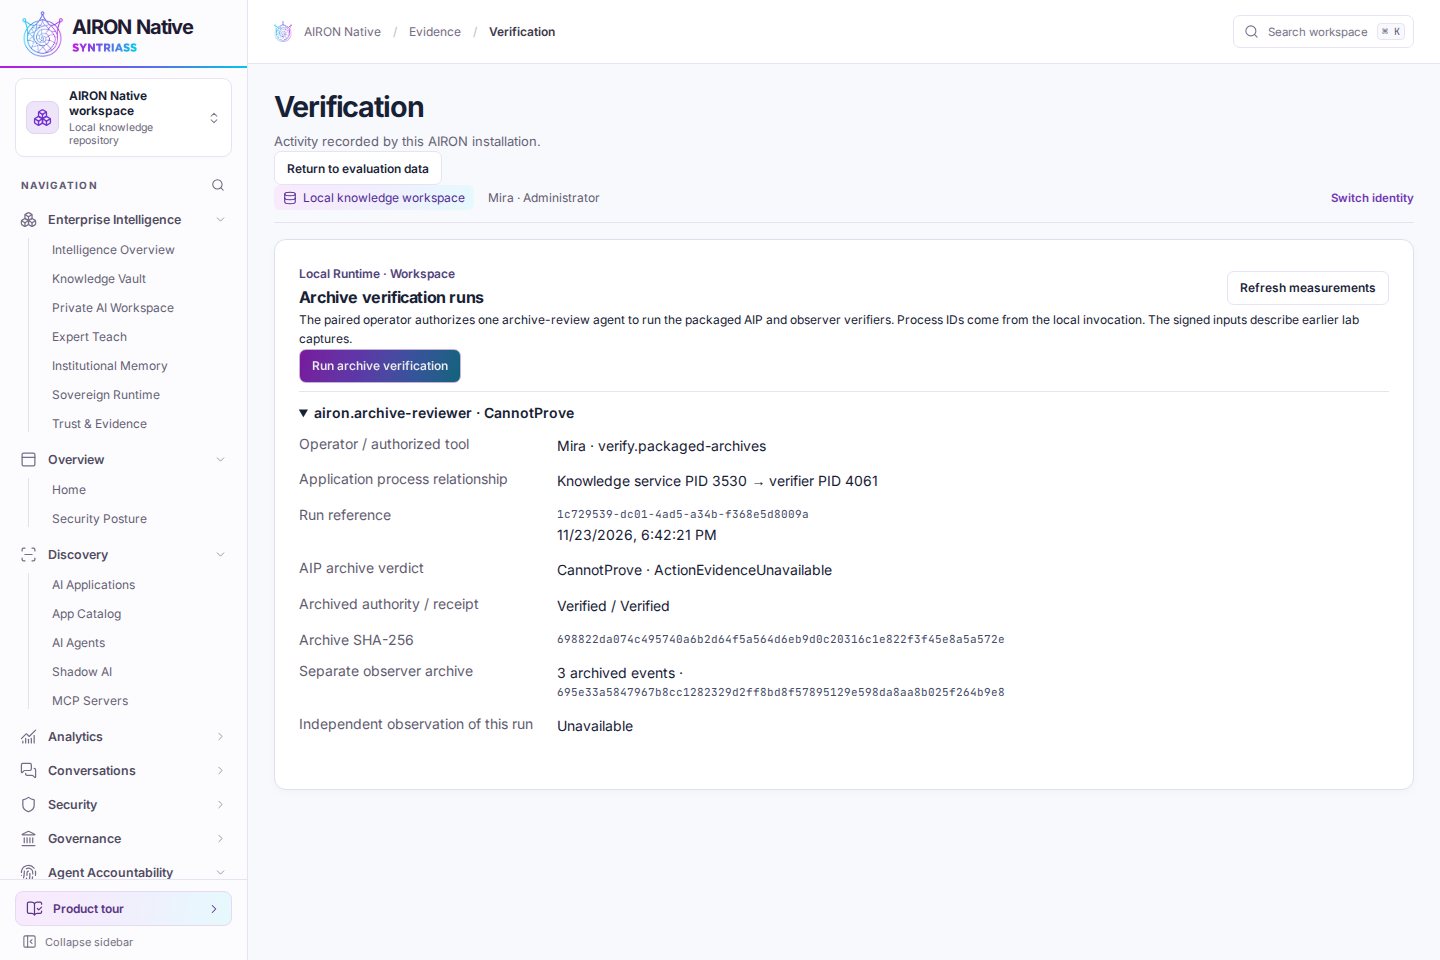 AIRON Native
SYNTRIASS
AIRON Native
workspace
Local knowledge
repository
NAVIGATION
Enterprise Intelligence
Intelligence Overview
Knowledge Vault
Private AI Workspace
Expert Teach
Institutional Memory
Sovereign Runtime
Trust & Evidence
Overview
Home
Security Posture
Discovery
AI Applications
App Catalog
AI Agents
Shadow AI
MCP Servers
Analytics
Conversations
Security
Governance
Agent Accountability
Product tour
Collapse sidebar
AIRON Native / Evidence / Verification
Search workspace ⌘ K
Verification
Activity recorded by this AIRON installation.
Return to evaluation data
Local knowledge workspace Mira · Administrator Switch identity
Local Runtime · Workspace
Archive verification runs
Refresh measurements
The paired operator authorizes one archive-review agent to run the packaged AIP and observer verifiers. Process IDs come from the local invocation. The signed inputs describe earlier lab
captures.
Run archive verification
▼ airon.archive-reviewer · CannotProve
Operator / authorized tool Mira · verify.packaged-archives
Application process relationship Knowledge service PID 3530 → verifier PID 4061
Run reference 1c729539-dc01-4ad5-a34b-f368e5d8009a
11/23/2026, 6:42:21 PM
AIP archive verdict CannotProve · ActionEvidenceUnavailable
Archived authority / receipt Verified / Verified
Archive SHA-256 698822da074c495740a6b2d64f5a564d6eb9d0c20316c1e822f3f45e8a5a572e
Separate observer archive 3 archived events ·
695e33a5847967b8cc1282329d2ff8bd8f57895129e598da8aa8b025f264b9e8
Independent observation of this run Unavailable